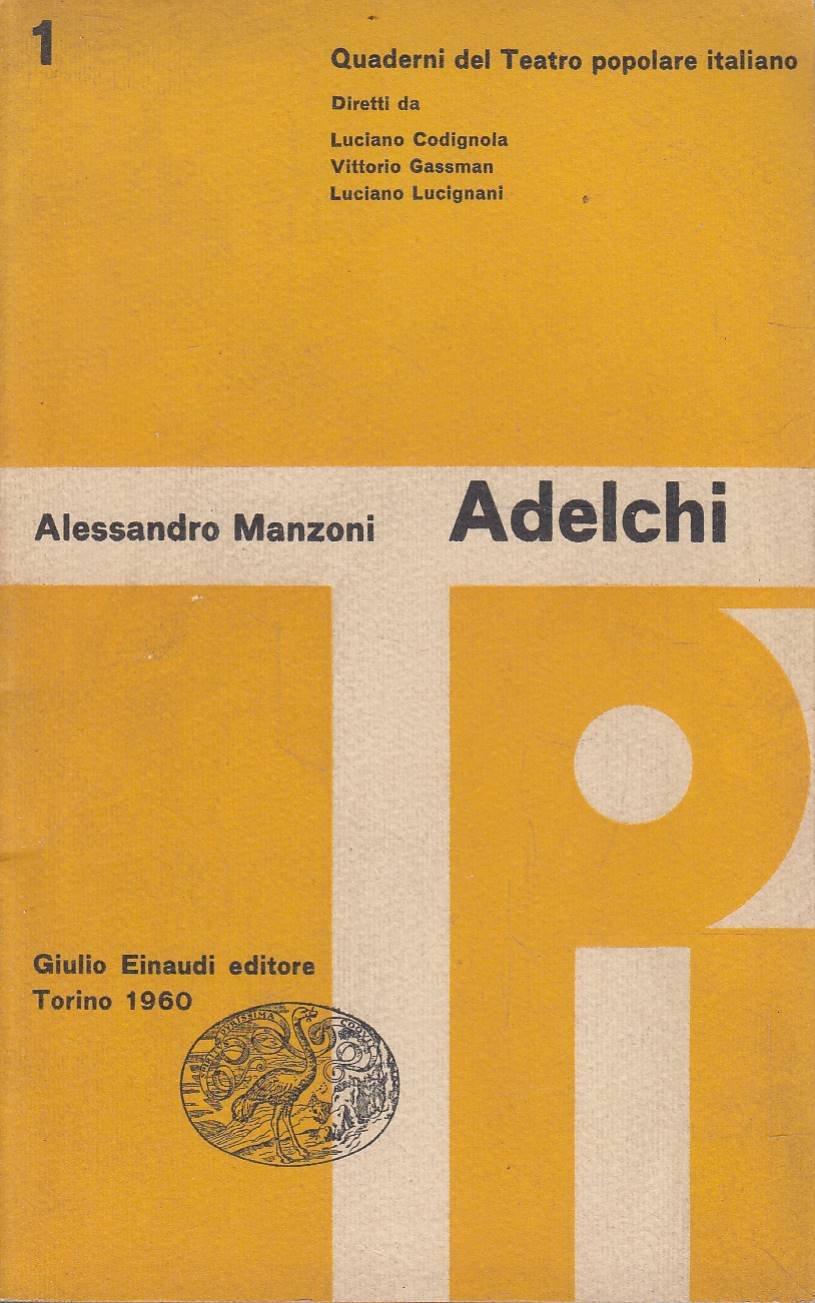 1
Quaderni del Teatro popolare italiano
Diretti da
Luciano Codignola
Vittorio Gassman
Luciano Lucignani
Alessandro Manzoni
Adelchi
TPi
Giulio Einaudi editore
Torino 1960